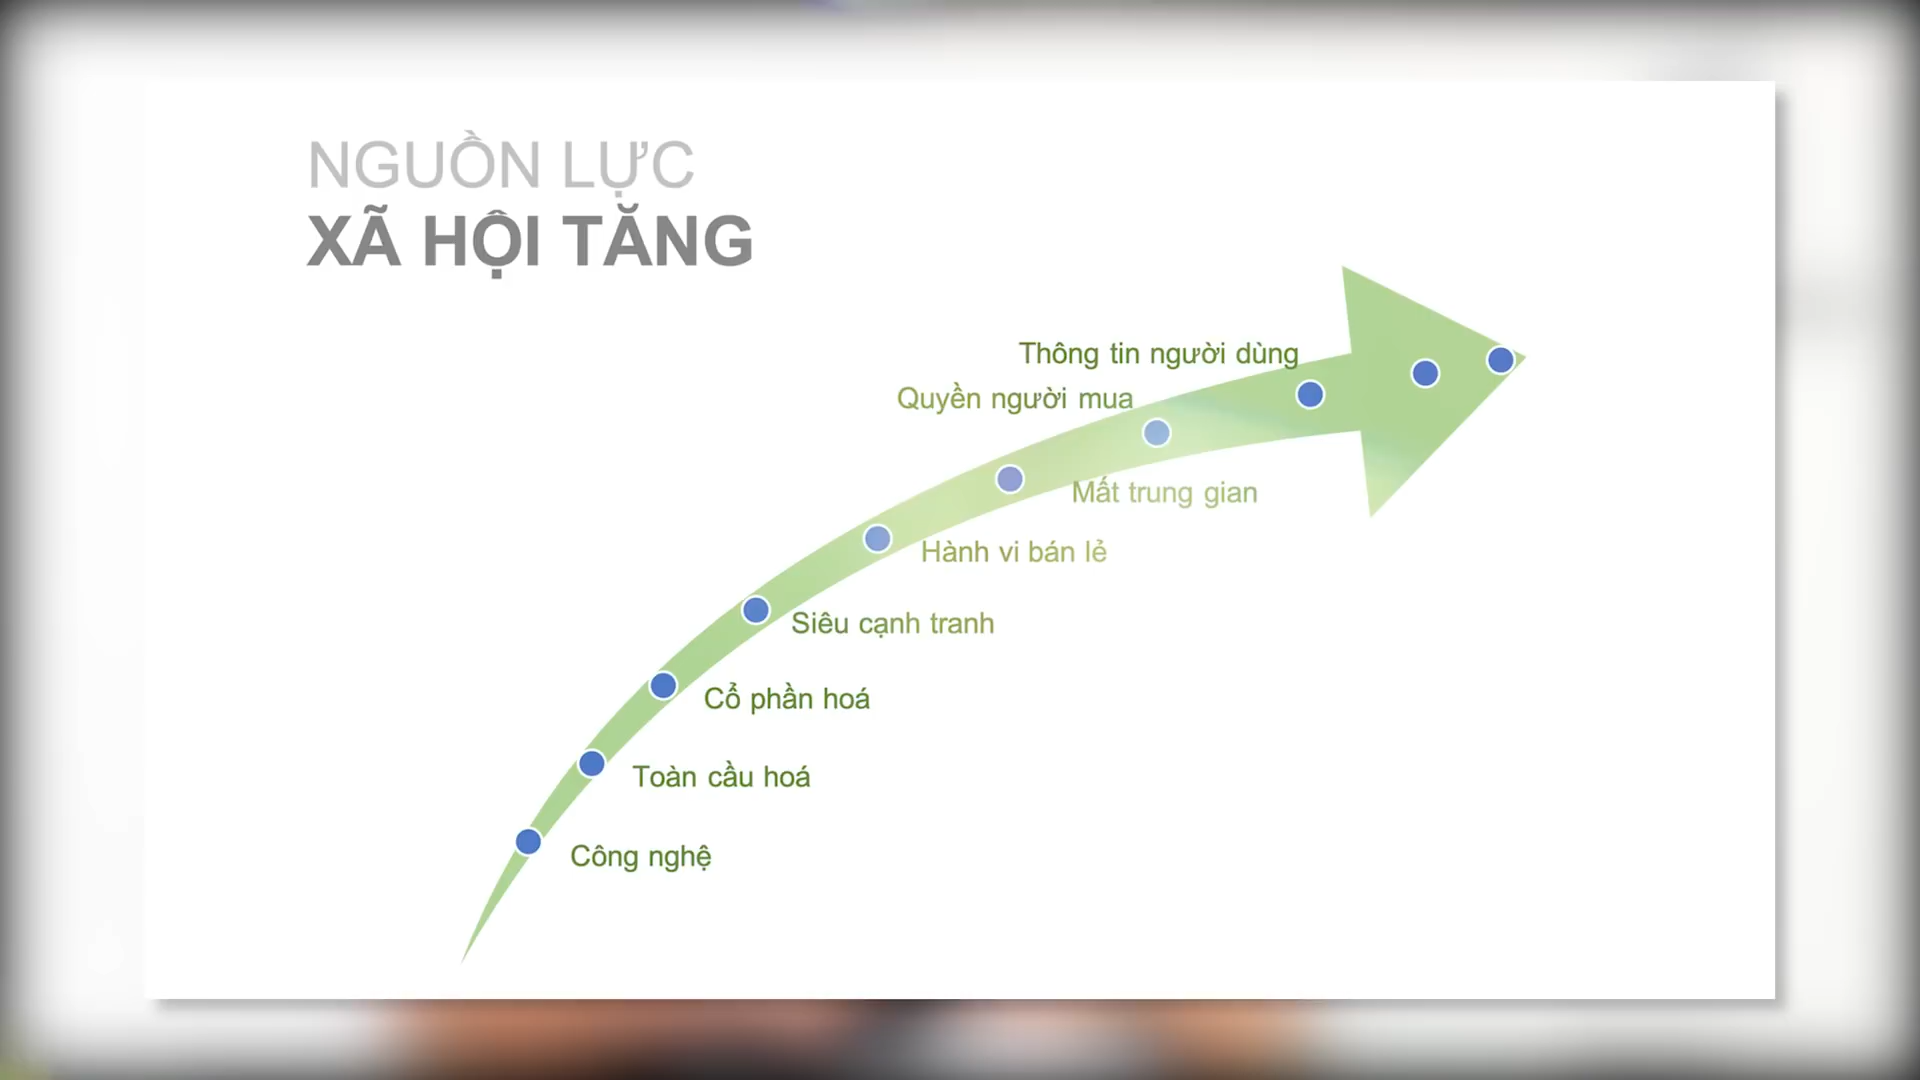 NGUỒN LỰC
XÃ HỘI TĂNG
Thông tin người dùng
Quyền người mua
Mất trung gian
Hành vi bán lẻ
Siêu cạnh tranh
Cổ phần hoá
Toàn cầu hoá
Công nghệ